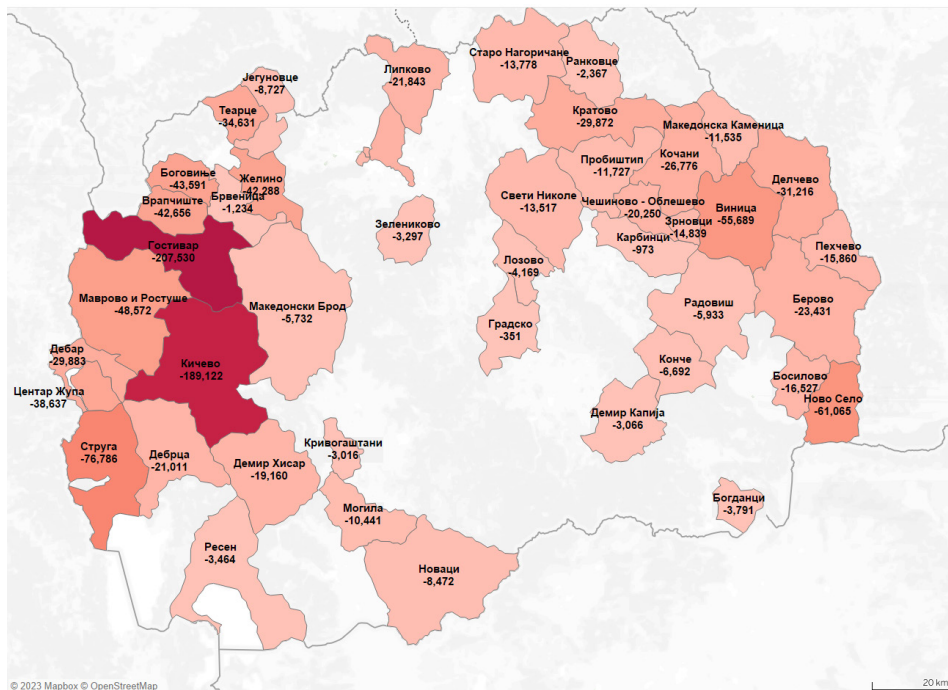 Старо Нагоричане
-13,778
Ранковце
-2,367
Липково
-21,843
Јегуновце
-8,727
Теарце
-34,631
Кратово
-29,872
Македонска Каменица
-11,535
Пробиштип
-11,727
Кочани
-26,776
Делчево
-31,216
Боговиње
-43,591
Желино
-42,288
Врапчиште
-42,656
Брвеница
-1,234
Свети Николе
-13,517
Чешиново - Облешево
-20,250
Виница
-55,689
Зрновци
-14,839
Зелениково
-3,297
Карбинци
-973
Пехчево
-15,860
Гостивар
-207,530
Лозово
-4,169
Маврово и Ростуше
-48,572
Македонски Брод
-5,732
Радовиш
-5,933
Берово
-23,431
Градско
-351
Дебар
-29,883
Кичево
-189,122
Конче
-6,692
Босилово
-16,527
Центар Жупа
-38,637
Ново Село
-61,065
Демир Капија
-3,066
Струга
-76,786
Дебрца
-21,011
Демир Хисар
-19,160
Кривогаштани
-3,016
Могила
-10,441
Богданци
-3,791
Ресен
-3,464
Новаци
-8,472
© 2023 Mapbox © OpenStreetMap
20 km